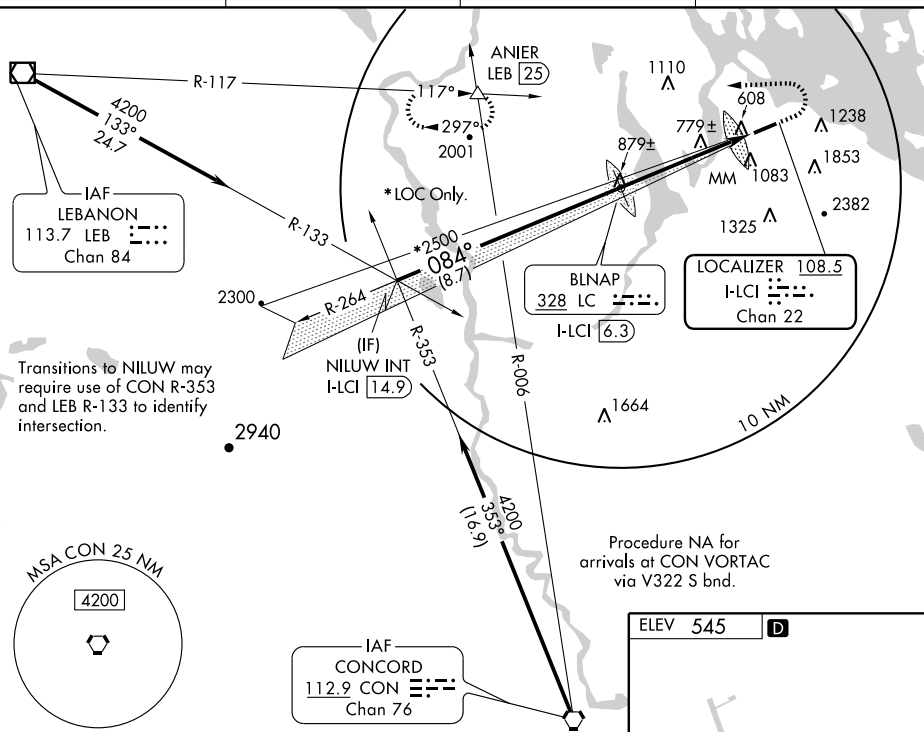 ANIER
LEB 25
R-117
117°
297°
2001
1110
608
779±
879±
1238
1853
1083
MM
2382
1325
4200
133°
24.7
IAF
LEBANON
113.7 LEB
Chan 84
*LOC Only.
R-133
*2500
084°
(8.7)
R-264
2300
BLNAP
328 LC
I-LCI 6.3
LOCALIZER 108.5
I-LCI
Chan 22
(IF)
NILUW INT
I-LCI 14.9
R-353
R-006
Transitions to NILUW may
require use of CON R-353
and LEB R-133 to identify
intersection.
2940
1664
10 NM
4200
353°
(16.9)
Procedure NA for
arrivals at CON VORTAC
via V322 S bnd.
MSA CON 25 NM
4200
IAF
CONCORD
112.9 CON
Chan 76
ELEV 545 D